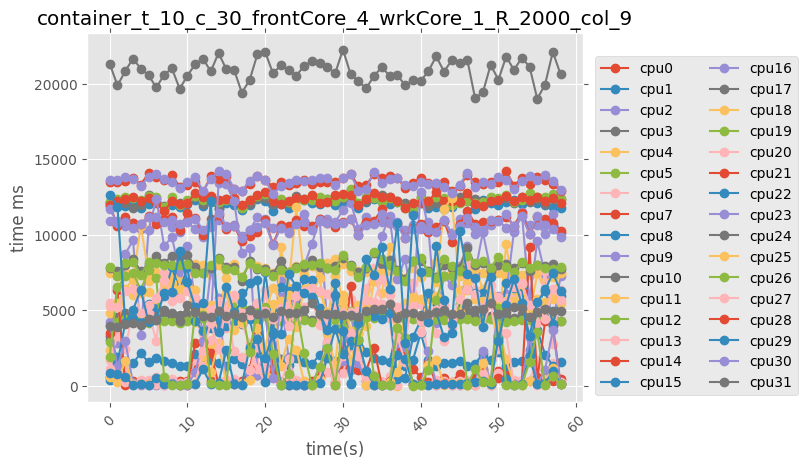 container_t_10_c_30_frontCore_4_wrkCore_1_R_2000_col_9
time ms
20000
15000
10000
5000
0
0 10 20 30 40 50 60
time(s)
cpu0 cpu16
cpu1 cpu17
cpu2 cpu18
cpu3 cpu19
cpu4 cpu20
cpu5 cpu21
cpu6 cpu22
cpu7 cpu23
cpu8 cpu24
cpu9 cpu25
cpu10 cpu26
cpu11 cpu27
cpu12 cpu28
cpu13 cpu29
cpu14 cpu30
cpu15 cpu31